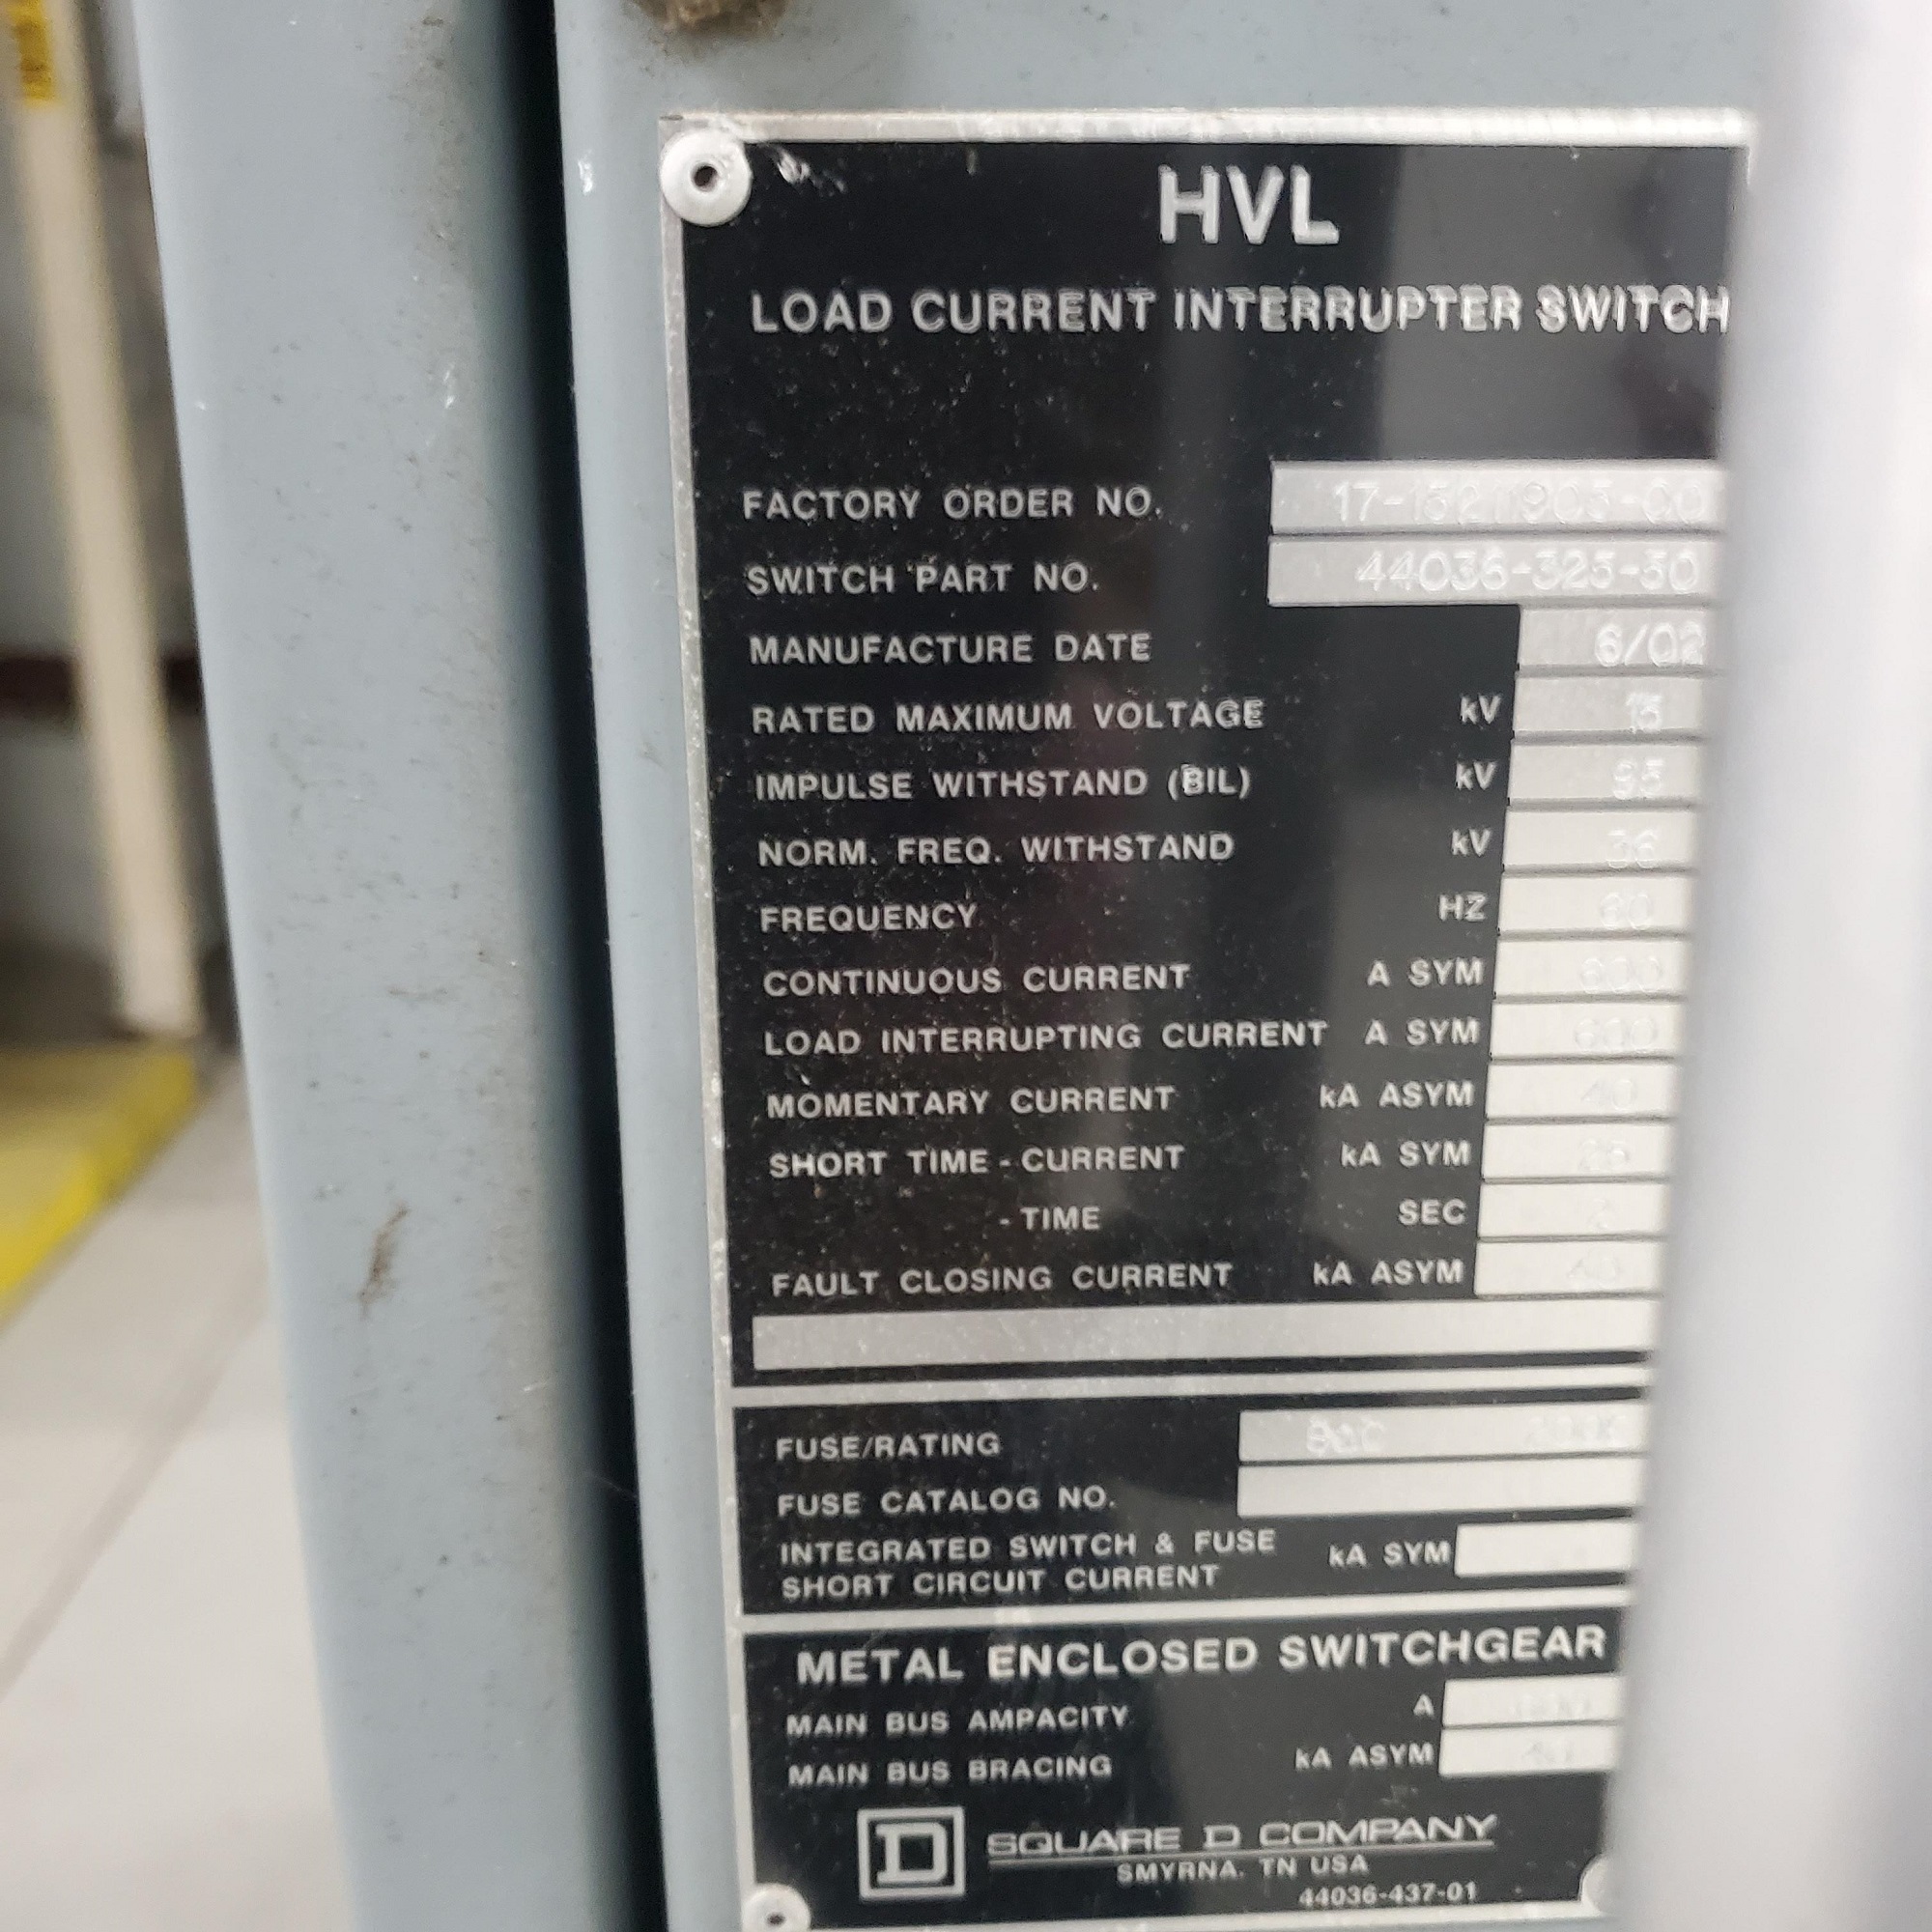 HVL
LOAD CURRENT INTERRUPTER SWITCH
FACTORY ORDER NO.
SWITCH PART NO. 44036-325-50
MANUFACTURE DATE 6/02
RATED MAXIMUM VOLTAGE kV 15
IMPULSE WITHSTAND (BIL) kV 95
NORM. FREQ. WITHSTAND kV 36
FREQUENCY HZ 60
CONTINUOUS CURRENT A SYM 600
LOAD INTERRUPTING CURRENT A SYM 600
MOMENTARY CURRENT kA ASYM 40
SHORT TIME - CURRENT kA SYM 25
- TIME SEC 2
FAULT CLOSING CURRENT kA ASYM 40
FUSE/RATING
FUSE CATALOG NO.
INTEGRATED SWITCH & FUSE
SHORT CIRCUIT CURRENT kA SYM
METAL ENCLOSED SWITCHGEAR
MAIN BUS AMPACITY A
MAIN BUS BRACING kA ASYM
D SQUARE D COMPANY
SMYRNA. TN USA
44036-437-01